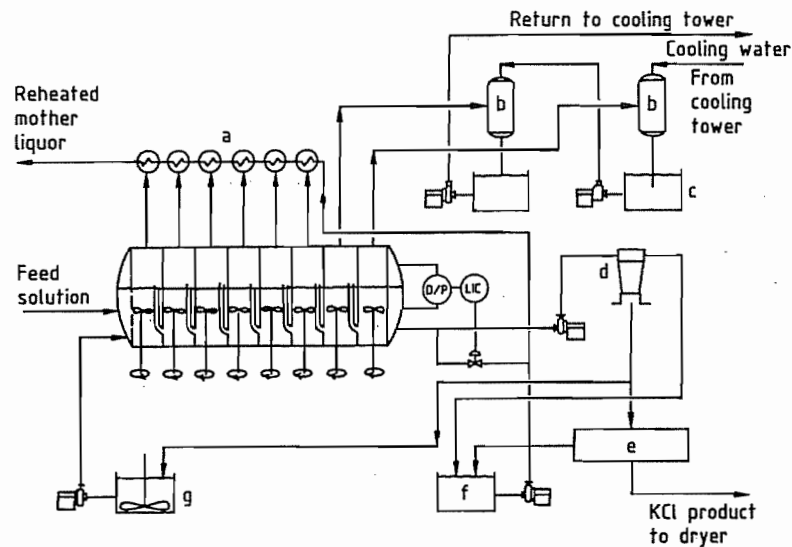 Return to cooling tower
Cooling water
From
cooling
tower
Reheated
mother
liquor
a
b
b
c
Feed
solution
D/P
LIC
d
e
f
g
KCl product
to dryer